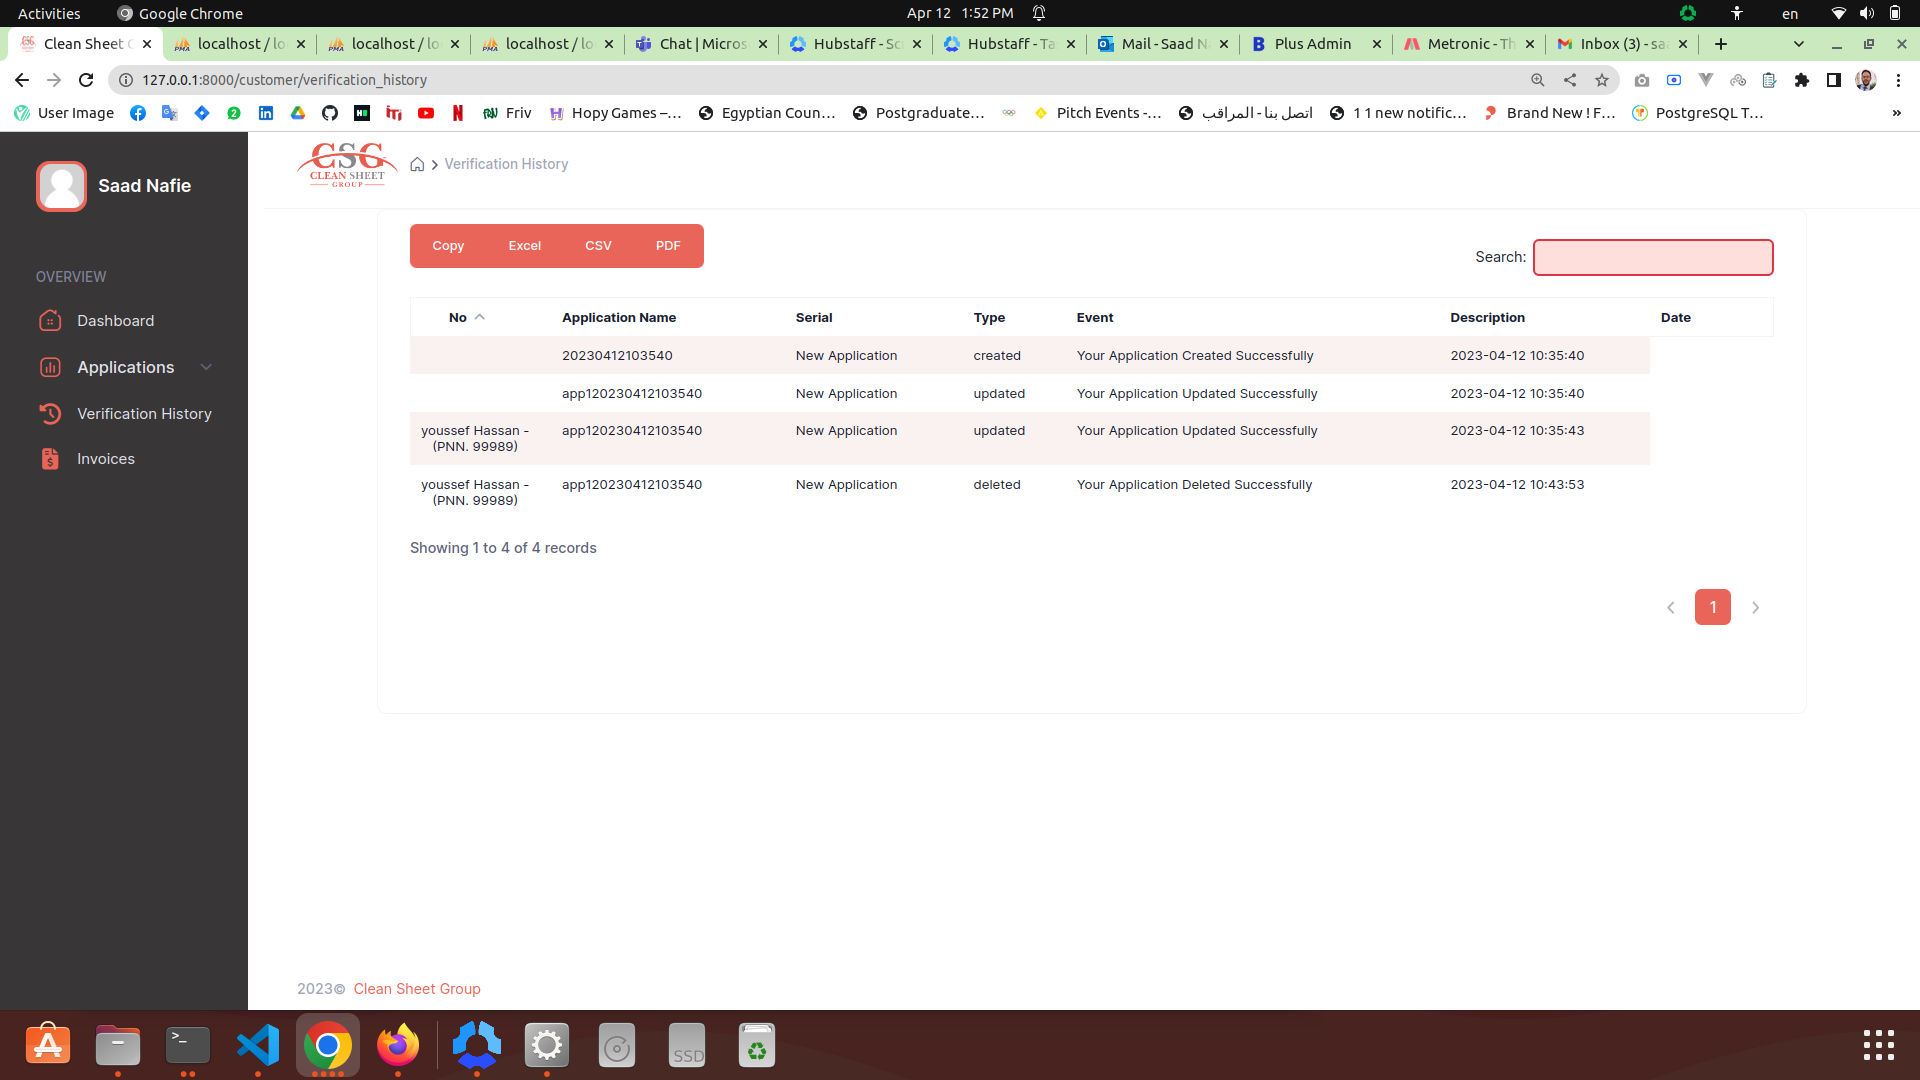 Activities Google Chrome Apr 12 1:52 PM en
Clean Sheet G localhost / lo localhost / lo localhost / lo Chat | Micros Hubstaff - Sc Hubstaff - Ta Mail - Saad N Plus Admin Metronic - Th Inbox (3) - sa
127.0.0.1:8000/customer/verification_history
User Image Friv Hopy Games –... Egyptian Coun... Postgraduate... Pitch Events -... اتصل بنا - المراقب 1 1 new notific... Brand New ! F... PostgreSQL T... »
Saad Nafie
OVERVIEW
Dashboard
Applications
Verification History
Invoices
CSG
CLEAN SHEET
GROUP
Verification History
Copy Excel CSV PDF
Search:
No Application Name Serial Type Event Description Date
20230412103540 New Application created Your Application Created Successfully 2023-04-12 10:35:40
app120230412103540 New Application updated Your Application Updated Successfully 2023-04-12 10:35:40
youssef Hassan - (PNN. 99989) app120230412103540 New Application updated Your Application Updated Successfully 2023-04-12 10:35:43
youssef Hassan - (PNN. 99989) app120230412103540 New Application deleted Your Application Deleted Successfully 2023-04-12 10:43:53
Showing 1 to 4 of 4 records
1
2023© Clean Sheet Group
SSD